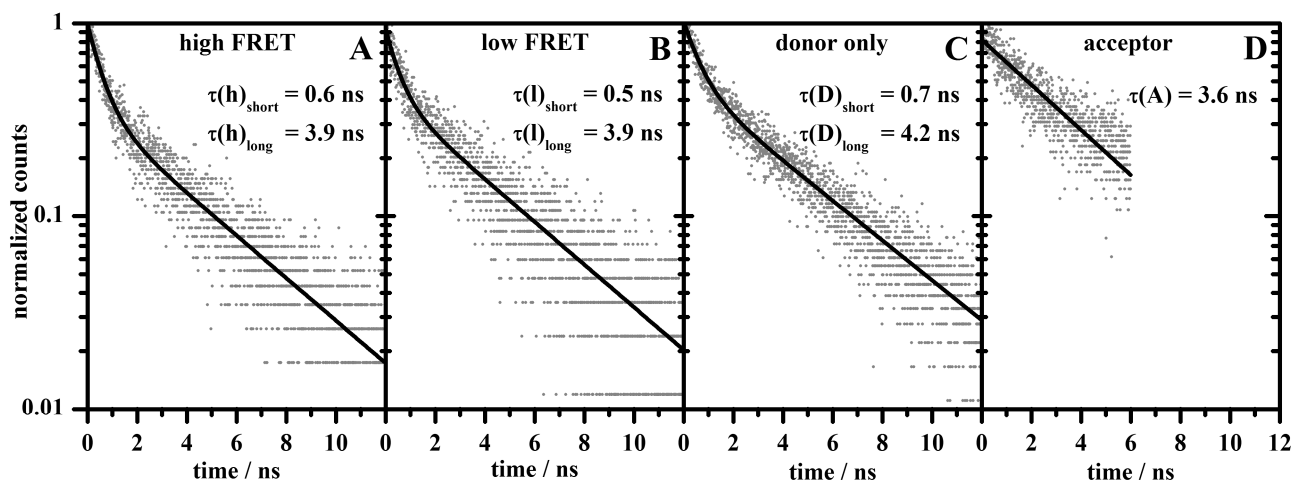 normalized counts
1
0.1
0.01
high FRET
A
τ(h)short = 0.6 ns
τ(h)long = 3.9 ns
0 2 4 6 8 10
time / ns
low FRET
B
τ(l)short = 0.5 ns
τ(l)long = 3.9 ns
0 2 4 6 8 10
time / ns
donor only
C
τ(D)short = 0.7 ns
τ(D)long = 4.2 ns
0 2 4 6 8 10
time / ns
acceptor
D
τ(A) = 3.6 ns
0 2 4 6 8 10 12
time / ns